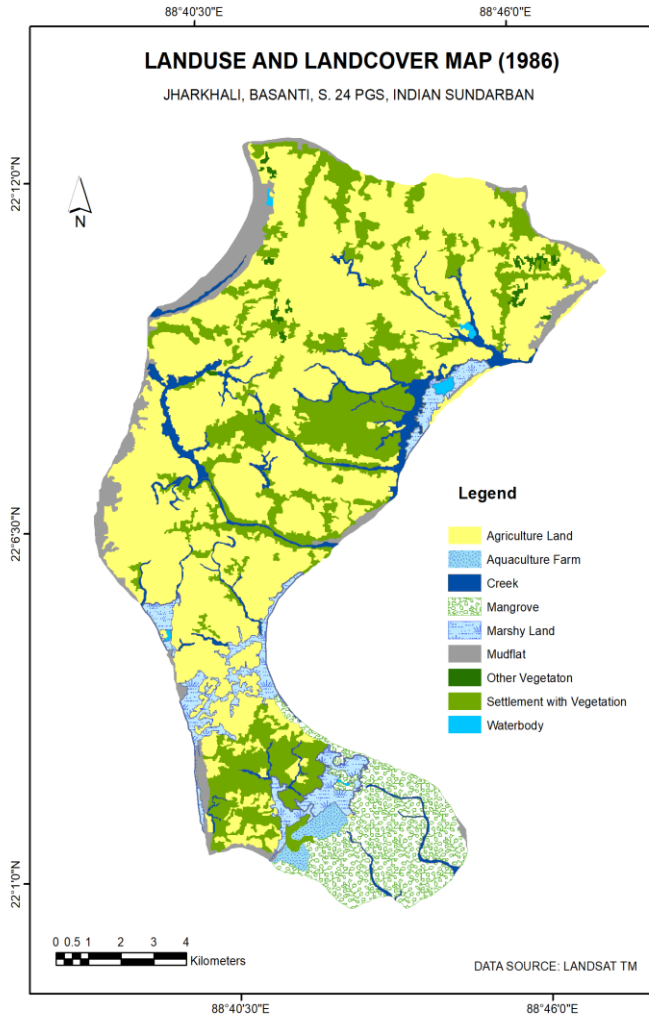 88°40'30"E
88°46'0"E
LANDUSE AND LANDCOVER MAP (1986)
JHARKHALI, BASANTI, S. 24 PGS, INDIAN SUNDARBAN
22°12'0"N
N
Legend
22°6'30"N
Agriculture Land
Aquaculture Farm
Creek
Mangrove
Marshy Land
Mudflat
Other Vegetaton
Settlement with Vegetation
Waterbody
22°1'0"N
0 0.5 1 2 3 4
Kilometers
DATA SOURCE: LANDSAT TM
88°40'30"E
88°46'0"E